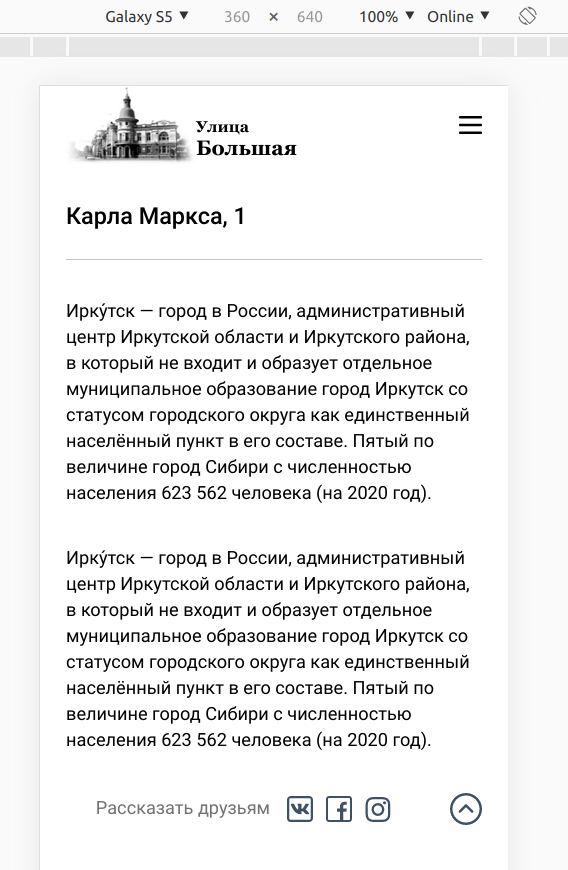 Galaxy S5 ▼ 360 × 640 100% ▼ Online ▼
Улица
Большая
Карла Маркса, 1
Ирку́тск — город в России, административный
центр Иркутской области и Иркутского района,
в который не входит и образует отдельное
муниципальное образование город Иркутск со
статусом городского округа как единственный
населённый пункт в его составе. Пятый по
величине город Сибири с численностью
населения 623 562 человека (на 2020 год).
Ирку́тск — город в России, административный
центр Иркутской области и Иркутского района,
в который не входит и образует отдельное
муниципальное образование город Иркутск со
статусом городского округа как единственный
населённый пункт в его составе. Пятый по
величине город Сибири с численностью
населения 623 562 человека (на 2020 год).
Рассказать друзьям